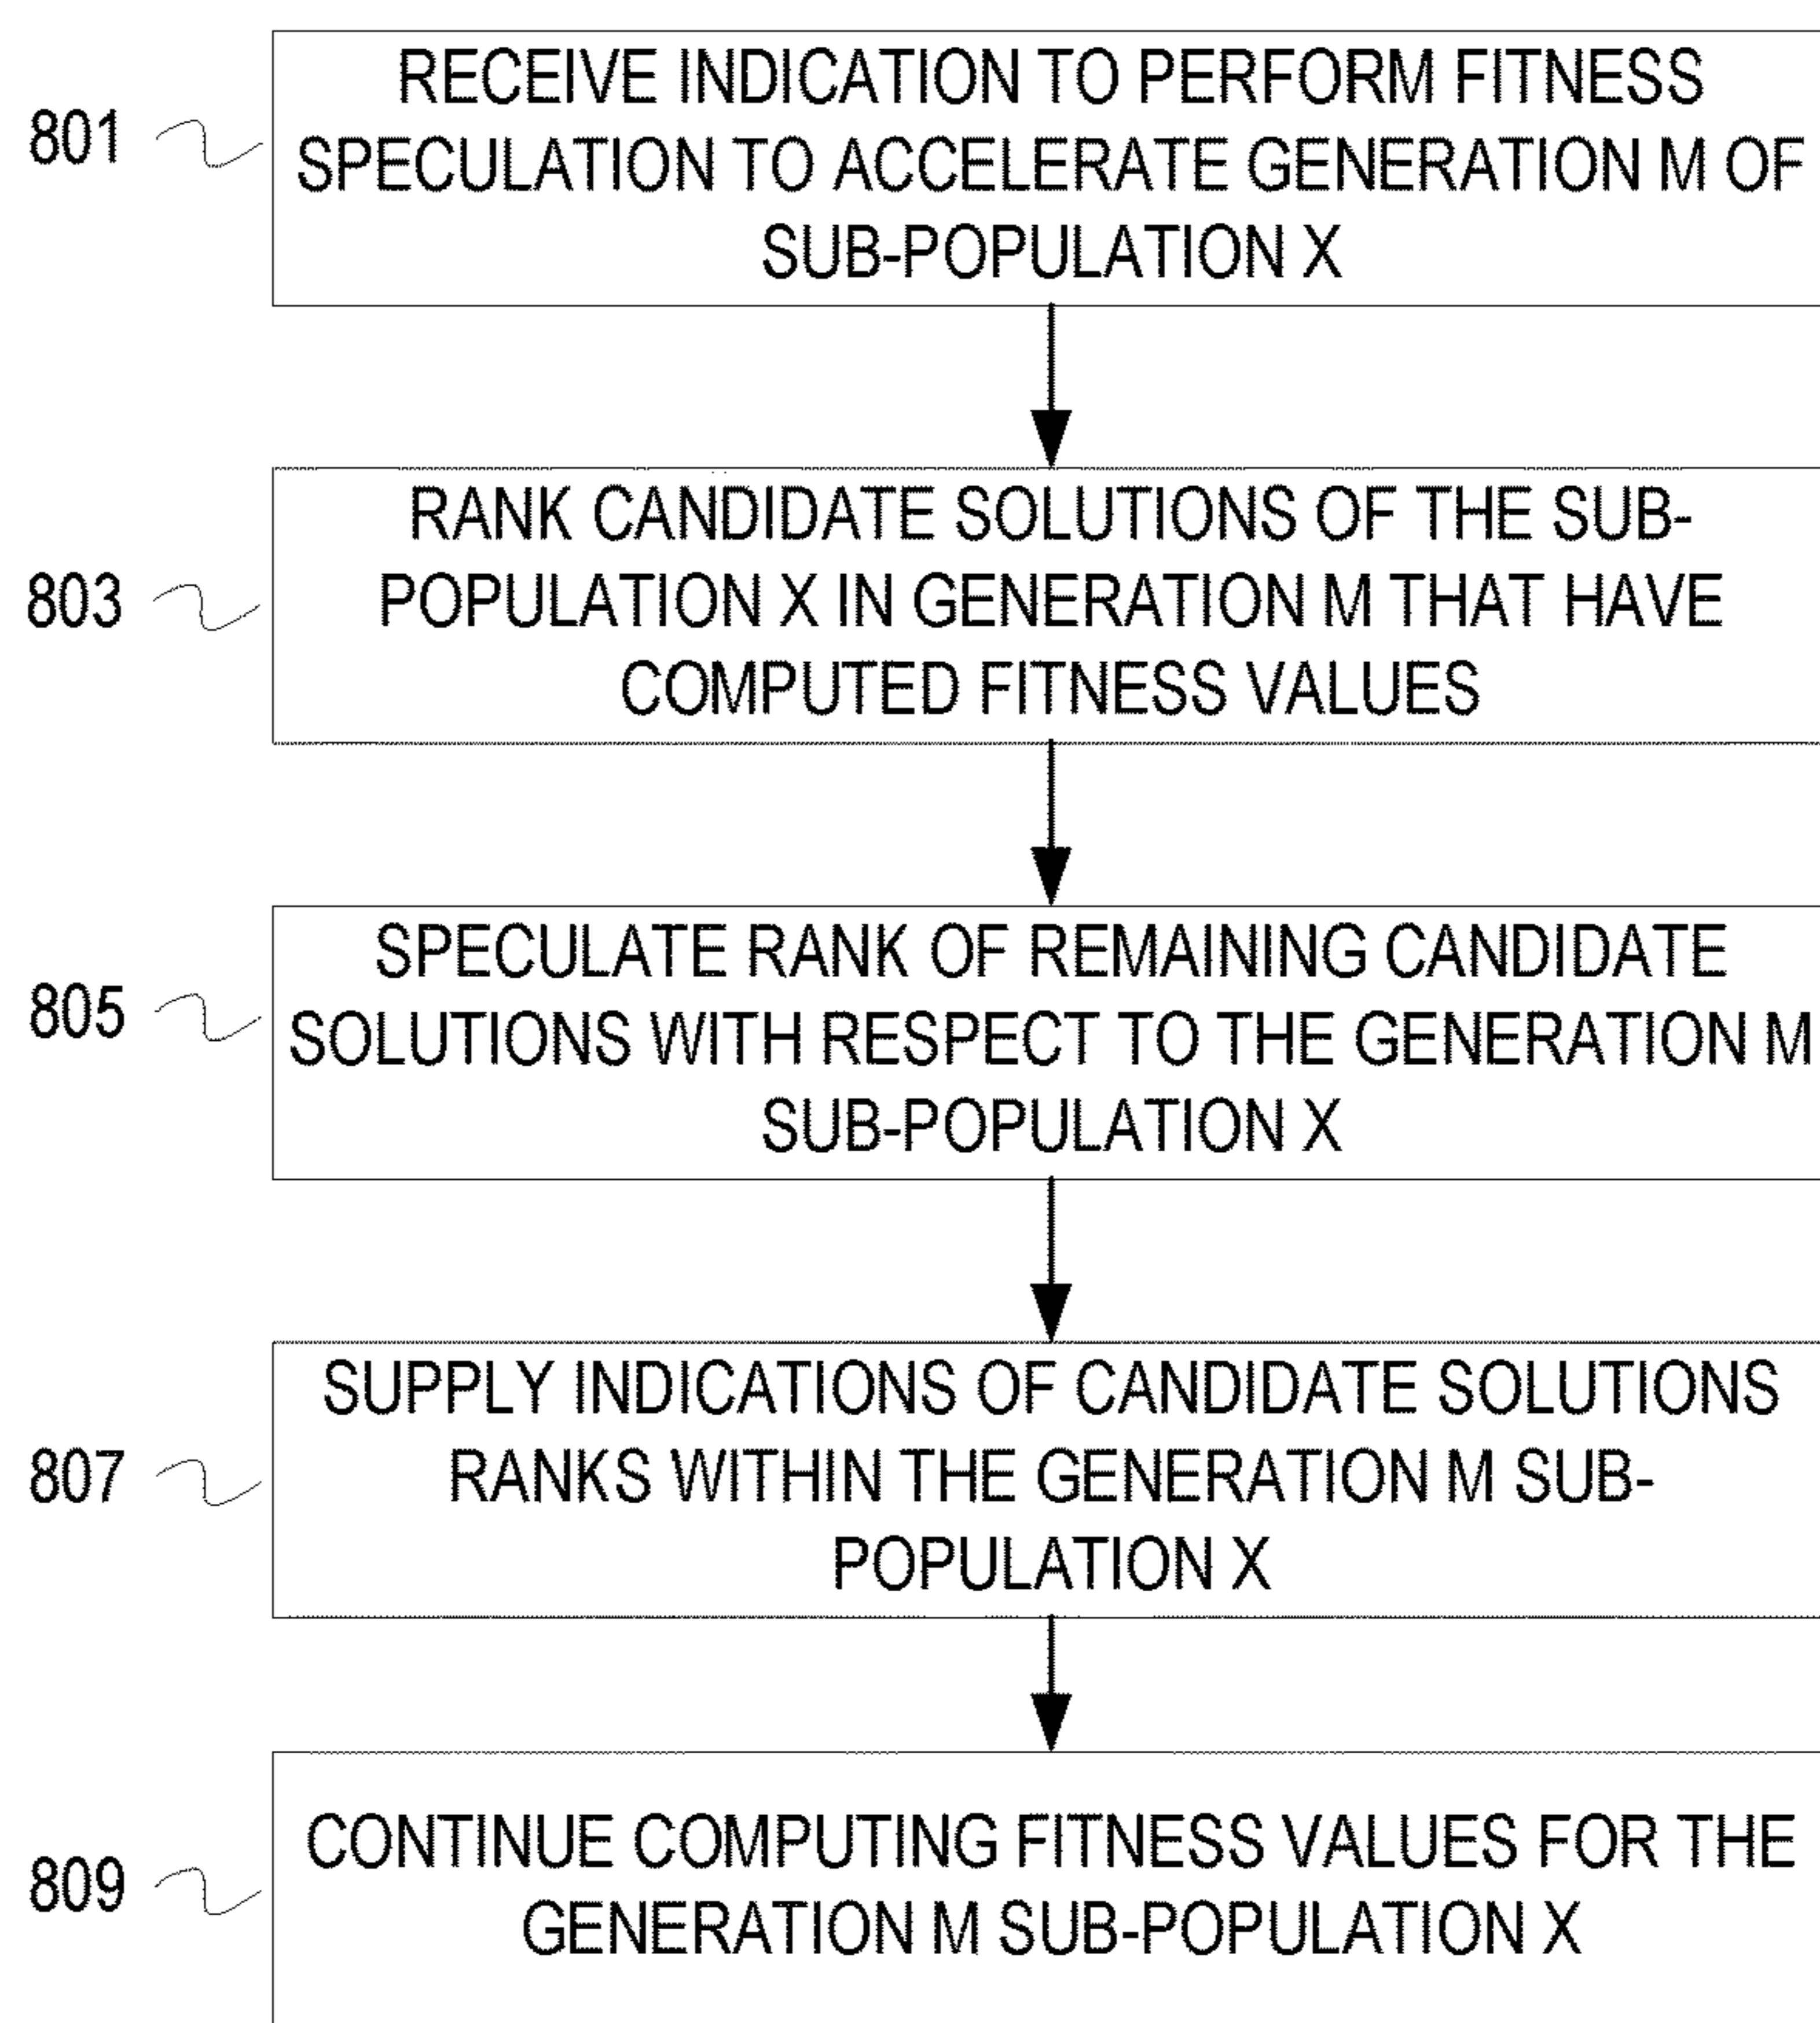 801
RECEIVE INDICATION TO PERFORM FITNESS
SPECULATION TO ACCELERATE GENERATION M OF
SUB-POPULATION X
803
RANK CANDIDATE SOLUTIONS OF THE SUB-
POPULATION X IN GENERATION M THAT HAVE
COMPUTED FITNESS VALUES
805
SPECULATE RANK OF REMAINING CANDIDATE
SOLUTIONS WITH RESPECT TO THE GENERATION M
SUB-POPULATION X
807
SUPPLY INDICATIONS OF CANDIDATE SOLUTIONS
RANKS WITHIN THE GENERATION M SUB-
POPULATION X
809
CONTINUE COMPUTING FITNESS VALUES FOR THE
GENERATION M SUB-POPULATION X